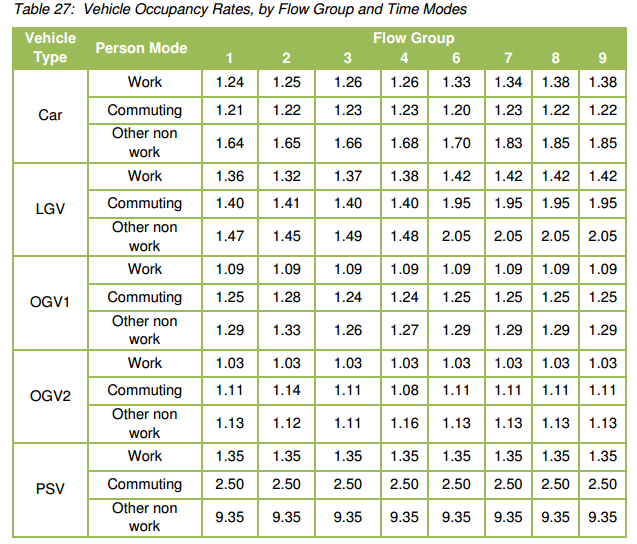 Table 27: Vehicle Occupancy Rates, by Flow Group and Time Modes
Vehicle Type Person Mode Flow Group
1 2 3 4 6 7 8 9
Car Work 1.24 1.25 1.26 1.26 1.33 1.34 1.38 1.38
Commuting 1.21 1.22 1.23 1.23 1.20 1.23 1.22 1.22
Other non work 1.64 1.65 1.66 1.68 1.70 1.83 1.85 1.85
LGV Work 1.36 1.32 1.37 1.38 1.42 1.42 1.42 1.42
Commuting 1.40 1.41 1.40 1.40 1.95 1.95 1.95 1.95
Other non work 1.47 1.45 1.49 1.48 2.05 2.05 2.05 2.05
OGV1 Work 1.09 1.09 1.09 1.09 1.09 1.09 1.09 1.09
Commuting 1.25 1.28 1.24 1.24 1.25 1.25 1.25 1.25
Other non work 1.29 1.33 1.26 1.27 1.29 1.29 1.29 1.29
OGV2 Work 1.03 1.03 1.03 1.03 1.03 1.03 1.03 1.03
Commuting 1.11 1.14 1.11 1.08 1.11 1.11 1.11 1.11
Other non work 1.13 1.12 1.11 1.16 1.13 1.13 1.13 1.13
PSV Work 1.35 1.35 1.35 1.35 1.35 1.35 1.35 1.35
Commuting 2.50 2.50 2.50 2.50 2.50 2.50 2.50 2.50
Other non work 9.35 9.35 9.35 9.35 9.35 9.35 9.35 9.35